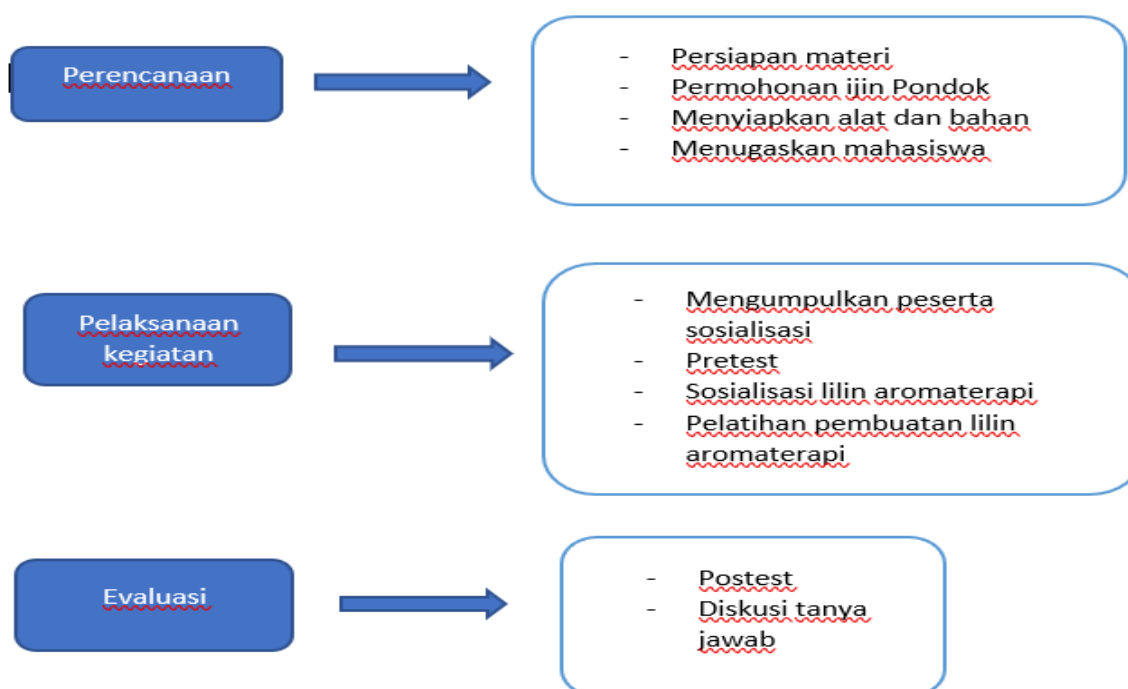 Perencanaan
- Persiapan materi
- Permohonan ijin Pondok
- Menyiapkan alat dan bahan
- Menugaskan mahasiswa
Pelaksanaan
kegiatan
- Mengumpulkan peserta
sosialisasi
- Pretest
- Sosialisasi lilin aromaterapi
- Pelatihan pembuatan lilin
aromaterapi
Evaluasi
- Postest
- Diskusi tanya
jawab